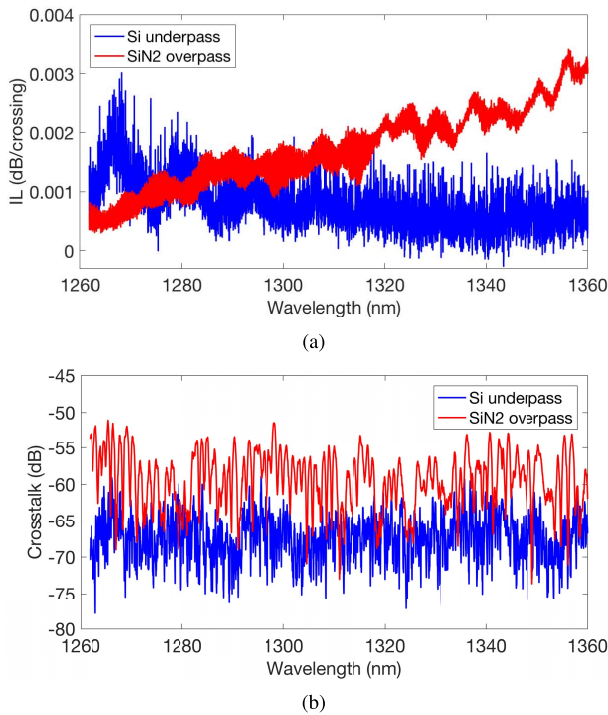 0.004
0.003
0.002
0.001
0
IL (dB/crossing)
Si underpass
SiN2 overpass
1260 1280 1300 1320 1340 1360
Wavelength (nm)
(a)
-45
-50
-55
-60
-65
-70
-75
-80
Crosstalk (dB)
Si underpass
SiN2 overpass
1260 1280 1300 1320 1340 1360
Wavelength (nm)
(b)